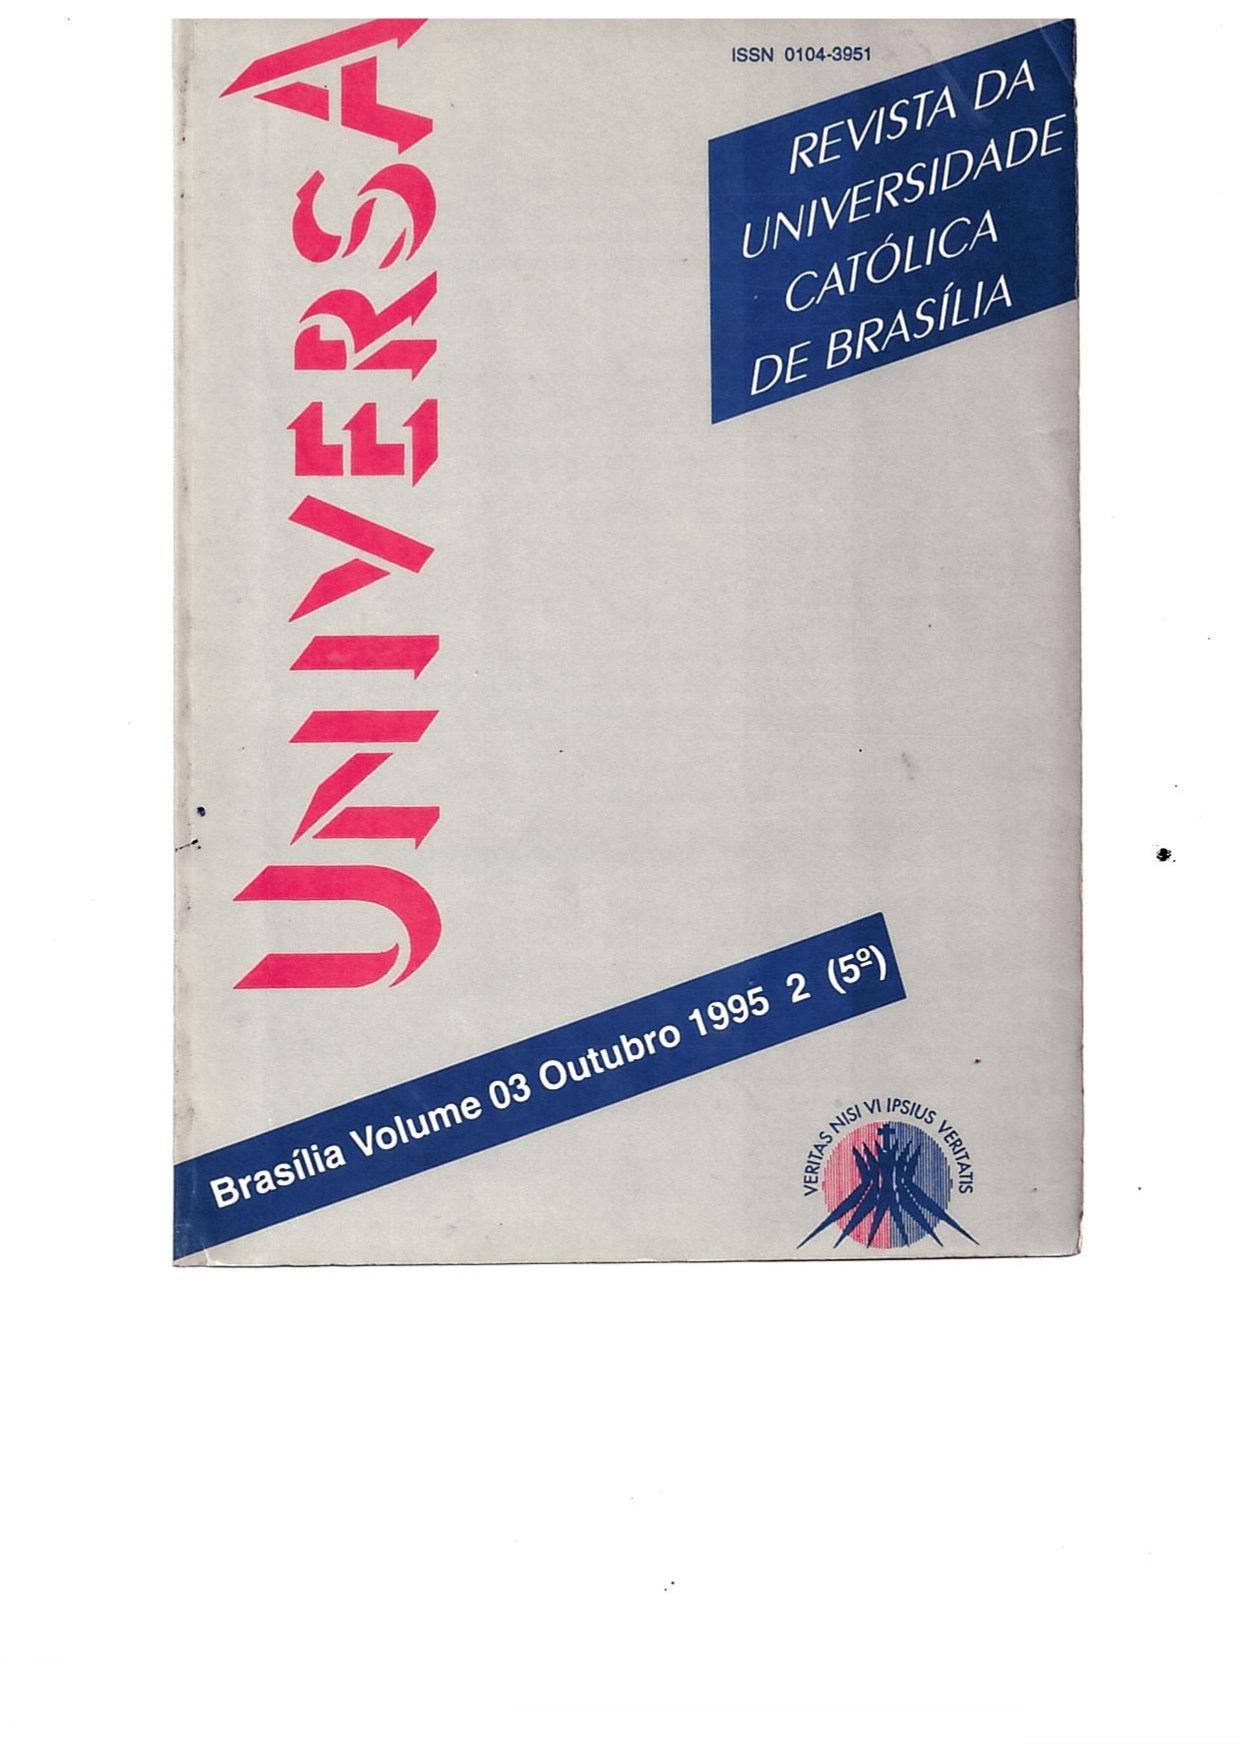 ISSN 0104-3951
REVISTA DA
UNIVERSIDADE
CATÓLICA
DE BRASÍLIA
UNIVERSA
Brasília Volume 03 Outubro 1995 2 (5º)
VERITAS NISI VI IPSIUS VERITATIS